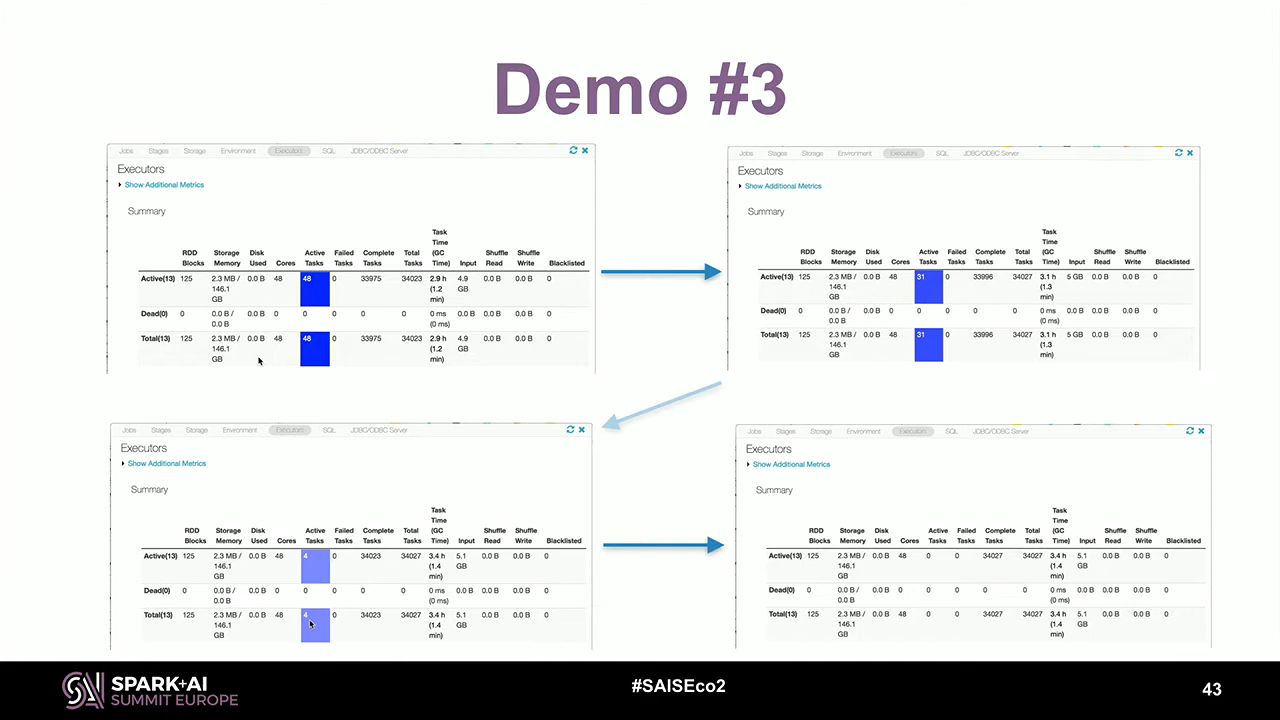 Demo #3
Jobs Stages Storage Environment Executors SQL JDBC/ODBC Server
Executors
Show Additional Metrics
Summary
RDD Blocks Storage Memory Disk Used Cores Active Tasks Failed Tasks Complete Tasks Total Tasks Task Time (GC Time) Input Shuffle Read Shuffle Write Blacklisted
Active(13) 125 2.3 MB / 146.1 GB 0.0 B 48 48 0 33975 34023 2.9 h (1.2 min) 4.9 GB 0.0 B 0.0 B 0
Dead(0) 0 0.0 B / 0.0 B 0.0 B 0 0 0 0 0 0 ms (0 ms) 0.0 B 0.0 B 0.0 B 0
Total(13) 125 2.3 MB / 146.1 GB 0.0 B 48 48 0 33975 34023 2.9 h (1.2 min) 4.9 GB 0.0 B 0.0 B 0
Jobs Stages Storage Environment Executors SQL JDBC/ODBC Server
Executors
Show Additional Metrics
Summary
RDD Blocks Storage Memory Disk Used Cores Active Tasks Failed Tasks Complete Tasks Total Tasks Task Time (GC Time) Input Shuffle Read Shuffle Write Blacklisted
Active(13) 125 2.3 MB / 146.1 GB 0.0 B 48 31 0 33996 34027 3.1 h (1.3 min) 5 GB 0.0 B 0.0 B 0
Dead(0) 0 0.0 B / 0.0 B 0.0 B 0 0 0 0 0 0 ms (0 ms) 0.0 B 0.0 B 0.0 B 0
Total(13) 125 2.3 MB / 146.1 GB 0.0 B 48 31 0 33996 34027 3.1 h (1.3 min) 5 GB 0.0 B 0.0 B 0
Jobs Stages Storage Environment Executors SQL JDBC/ODBC Server
Executors
Show Additional Metrics
Summary
RDD Blocks Storage Memory Disk Used Cores Active Tasks Failed Tasks Complete Tasks Total Tasks Task Time (GC Time) Input Shuffle Read Shuffle Write Blacklisted
Active(13) 125 2.3 MB / 146.1 GB 0.0 B 48 4 0 34023 34027 3.4 h (1.4 min) 5.1 GB 0.0 B 0.0 B 0
Dead(0) 0 0.0 B / 0.0 B 0.0 B 0 0 0 0 0 0 ms (0 ms) 0.0 B 0.0 B 0.0 B 0
Total(13) 125 2.3 MB / 146.1 GB 0.0 B 48 4 0 34023 34027 3.4 h (1.4 min) 5.1 GB 0.0 B 0.0 B 0
Jobs Stages Storage Environment Executors SQL JDBC/ODBC Server
Executors
Show Additional Metrics
Summary
RDD Blocks Storage Memory Disk Used Cores Active Tasks Failed Tasks Complete Tasks Total Tasks Task Time (GC Time) Input Shuffle Read Shuffle Write Blacklisted
Active(13) 125 2.3 MB / 146.1 GB 0.0 B 48 0 0 34027 34027 3.4 h (1.4 min) 5.1 GB 0.0 B 0.0 B 0
Dead(0) 0 0.0 B / 0.0 B 0.0 B 0 0 0 0 0 0 ms (0 ms) 0.0 B 0.0 B 0.0 B 0
Total(13) 125 2.3 MB / 146.1 GB 0.0 B 48 0 0 34027 34027 3.4 h (1.4 min) 5.1 GB 0.0 B 0.0 B 0
SPARK+AI
SUMMIT EUROPE
#SAISEco2
43